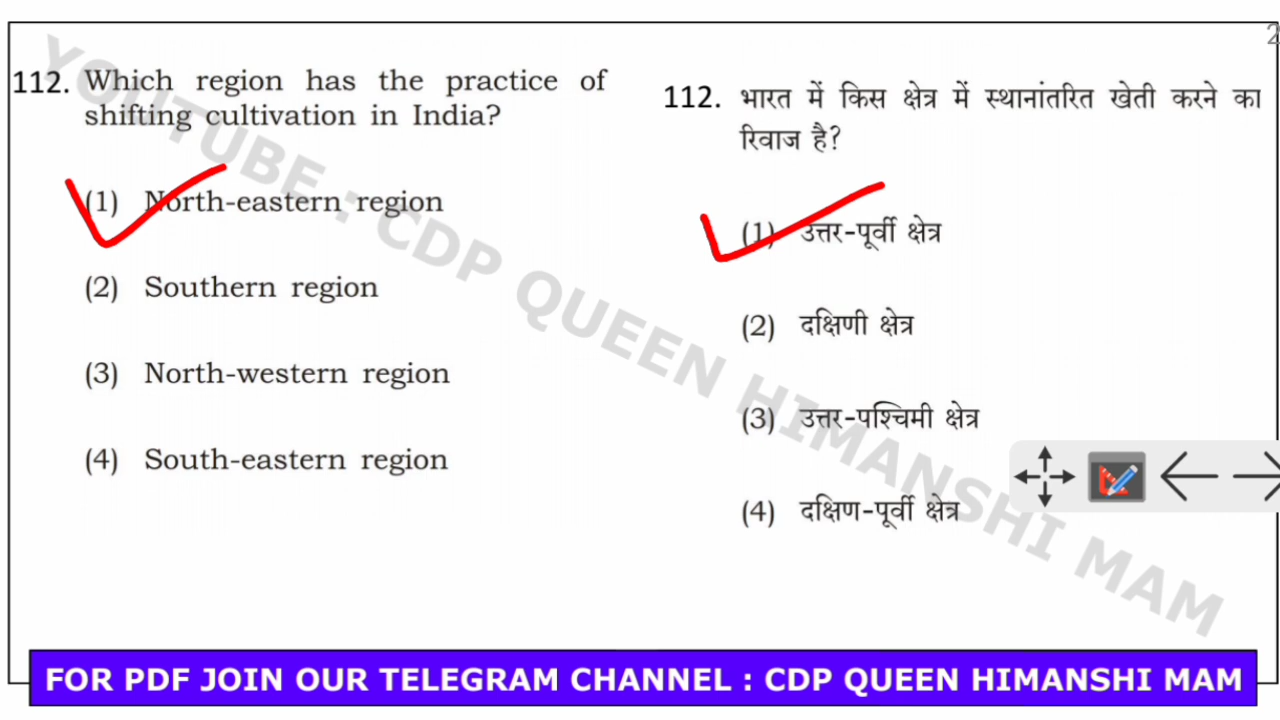 2
112. Which region has the practice of
shifting cultivation in India?
(1) North-eastern region
(2) Southern region
(3) North-western region
(4) South-eastern region
112. भारत में किस क्षेत्र में स्थानांतरित खेती करने का
रिवाज है?
(1) उत्तर-पूर्वी क्षेत्र
(2) दक्षिणी क्षेत्र
(3) उत्तर-पश्चिमी क्षेत्र
(4) दक्षिण-पूर्वी क्षेत्र
YOUTUBE : CDP QUEEN HIMANSHI MAM
FOR PDF JOIN OUR TELEGRAM CHANNEL : CDP QUEEN HIMANSHI MAM